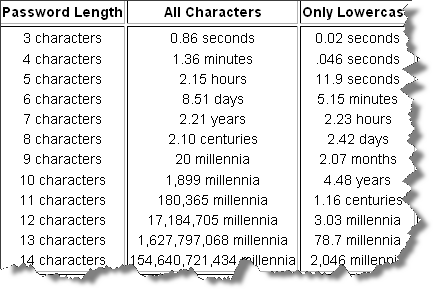 Password Length All Characters Only Lowercas
3 characters 0.86 seconds 0.02 seconds
4 characters 1.36 minutes .046 seconds
5 characters 2.15 hours 11.9 seconds
6 characters 8.51 days 5.15 minutes
7 characters 2.21 years 2.23 hours
8 characters 2.10 centuries 2.42 days
9 characters 20 millennia 2.07 months
10 characters 1,899 millennia 4.48 years
11 characters 180,365 millennia 1.16 centuries
12 characters 17,184,705 millennia 3.03 millennia
13 characters 1,627,797,068 millennia 78.7 millennia
14 characters 154,640,721,434 millennia 2,046 millennia